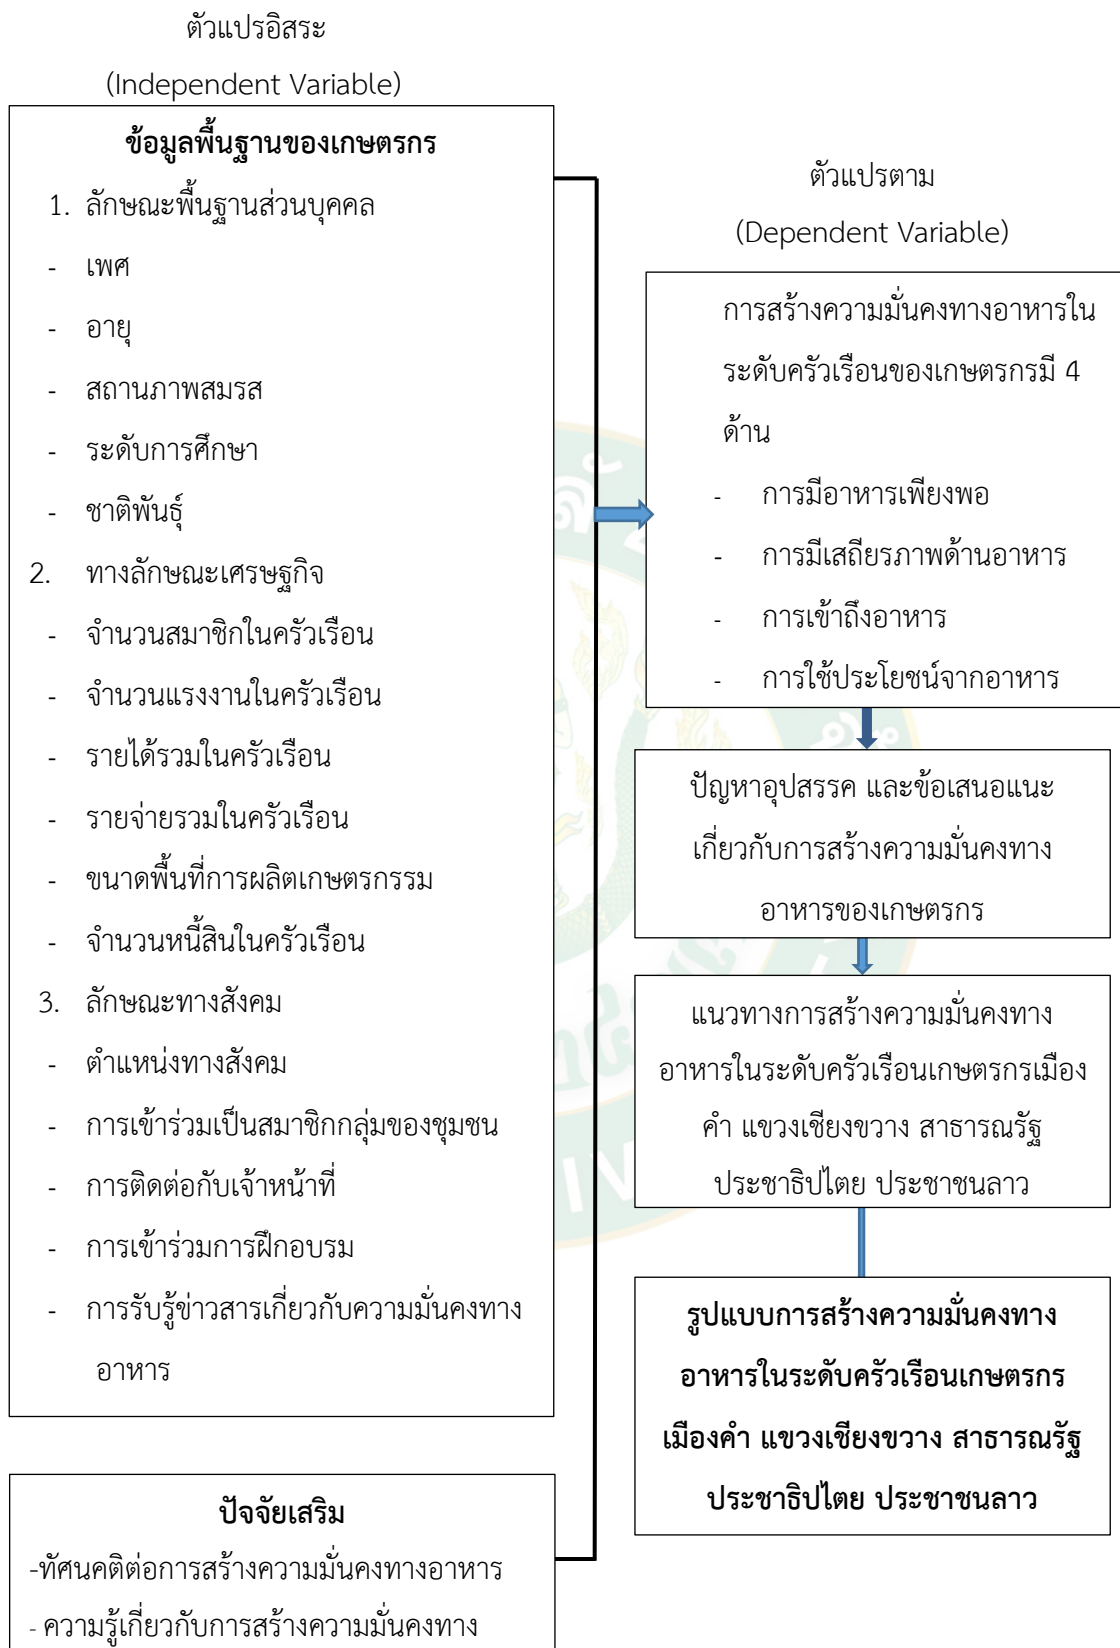 ตัวแปรอิสระ
(Independent Variable)
ข้อมูลพื้นฐานของเกษตรกร
1. ลักษณะพื้นฐานส่วนบุคคล
- เพศ
- อายุ
- สถานภาพสมรส
- ระดับการศึกษา
- ชาติพันธุ์
2. ทางลักษณะเศรษฐกิจ
- จำนวนสมาชิกในครัวเรือน
- จำนวนแรงงานในครัวเรือน
- รายได้รวมในครัวเรือน
- รายจ่ายรวมในครัวเรือน
- ขนาดพื้นที่การผลิตเกษตรกรรม
- จำนวนหนี้สินในครัวเรือน
3. ลักษณะทางสังคม
- ตำแหน่งทางสังคม
- การเข้าร่วมเป็นสมาชิกกลุ่มของชุมชน
- การติดต่อกับเจ้าหน้าที่
- การเข้าร่วมการฝึกอบรม
- การรับรู้ข่าวสารเกี่ยวกับความมั่นคงทาง
อาหาร
ปัจจัยเสริม
-ทัศนคติต่อการสร้างความมั่นคงทางอาหาร
- ความรู้เกี่ยวกับการสร้างความมั่นคงทาง
ตัวแปรตาม
(Dependent Variable)
การสร้างความมั่นคงทางอาหารใน
ระดับครัวเรือนของเกษตรกรมี 4
ด้าน
- การมีอาหารเพียงพอ
- การมีเสถียรภาพด้านอาหาร
- การเข้าถึงอาหาร
- การใช้ประโยชน์จากอาหาร
ปัญหาอุปสรรค และข้อเสนอแนะ
เกี่ยวกับการสร้างความมั่นคงทาง
อาหารของเกษตรกร
แนวทางการสร้างความมั่นคงทาง
อาหารในระดับครัวเรือนเกษตรกรเมือง
คำ แขวงเชียงขวาง สาธารณรัฐ
ประชาธิปไตย ประชาชนลาว
รูปแบบการสร้างความมั่นคงทาง
อาหารในระดับครัวเรือนเกษตรกร
เมืองคำ แขวงเชียงขวาง สาธารณรัฐ
ประชาธิปไตย ประชาชนลาว